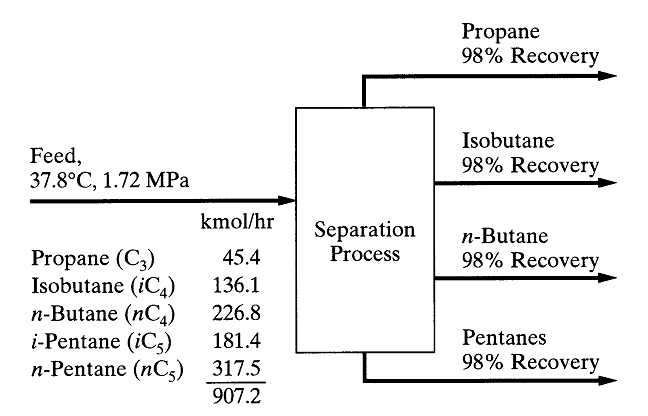 Propane
98% Recovery
Isobutane
98% Recovery
Feed,
37.8°C, 1.72 MPa
kmol/hr
Separation
Process
n-Butane
98% Recovery
Propane (C₃) 45.4
Isobutane (iC₄) 136.1
n-Butane (nC₄) 226.8
i-Pentane (iC₅) 181.4
n-Pentane (nC₅) 317.5
907.2
Pentanes
98% Recovery